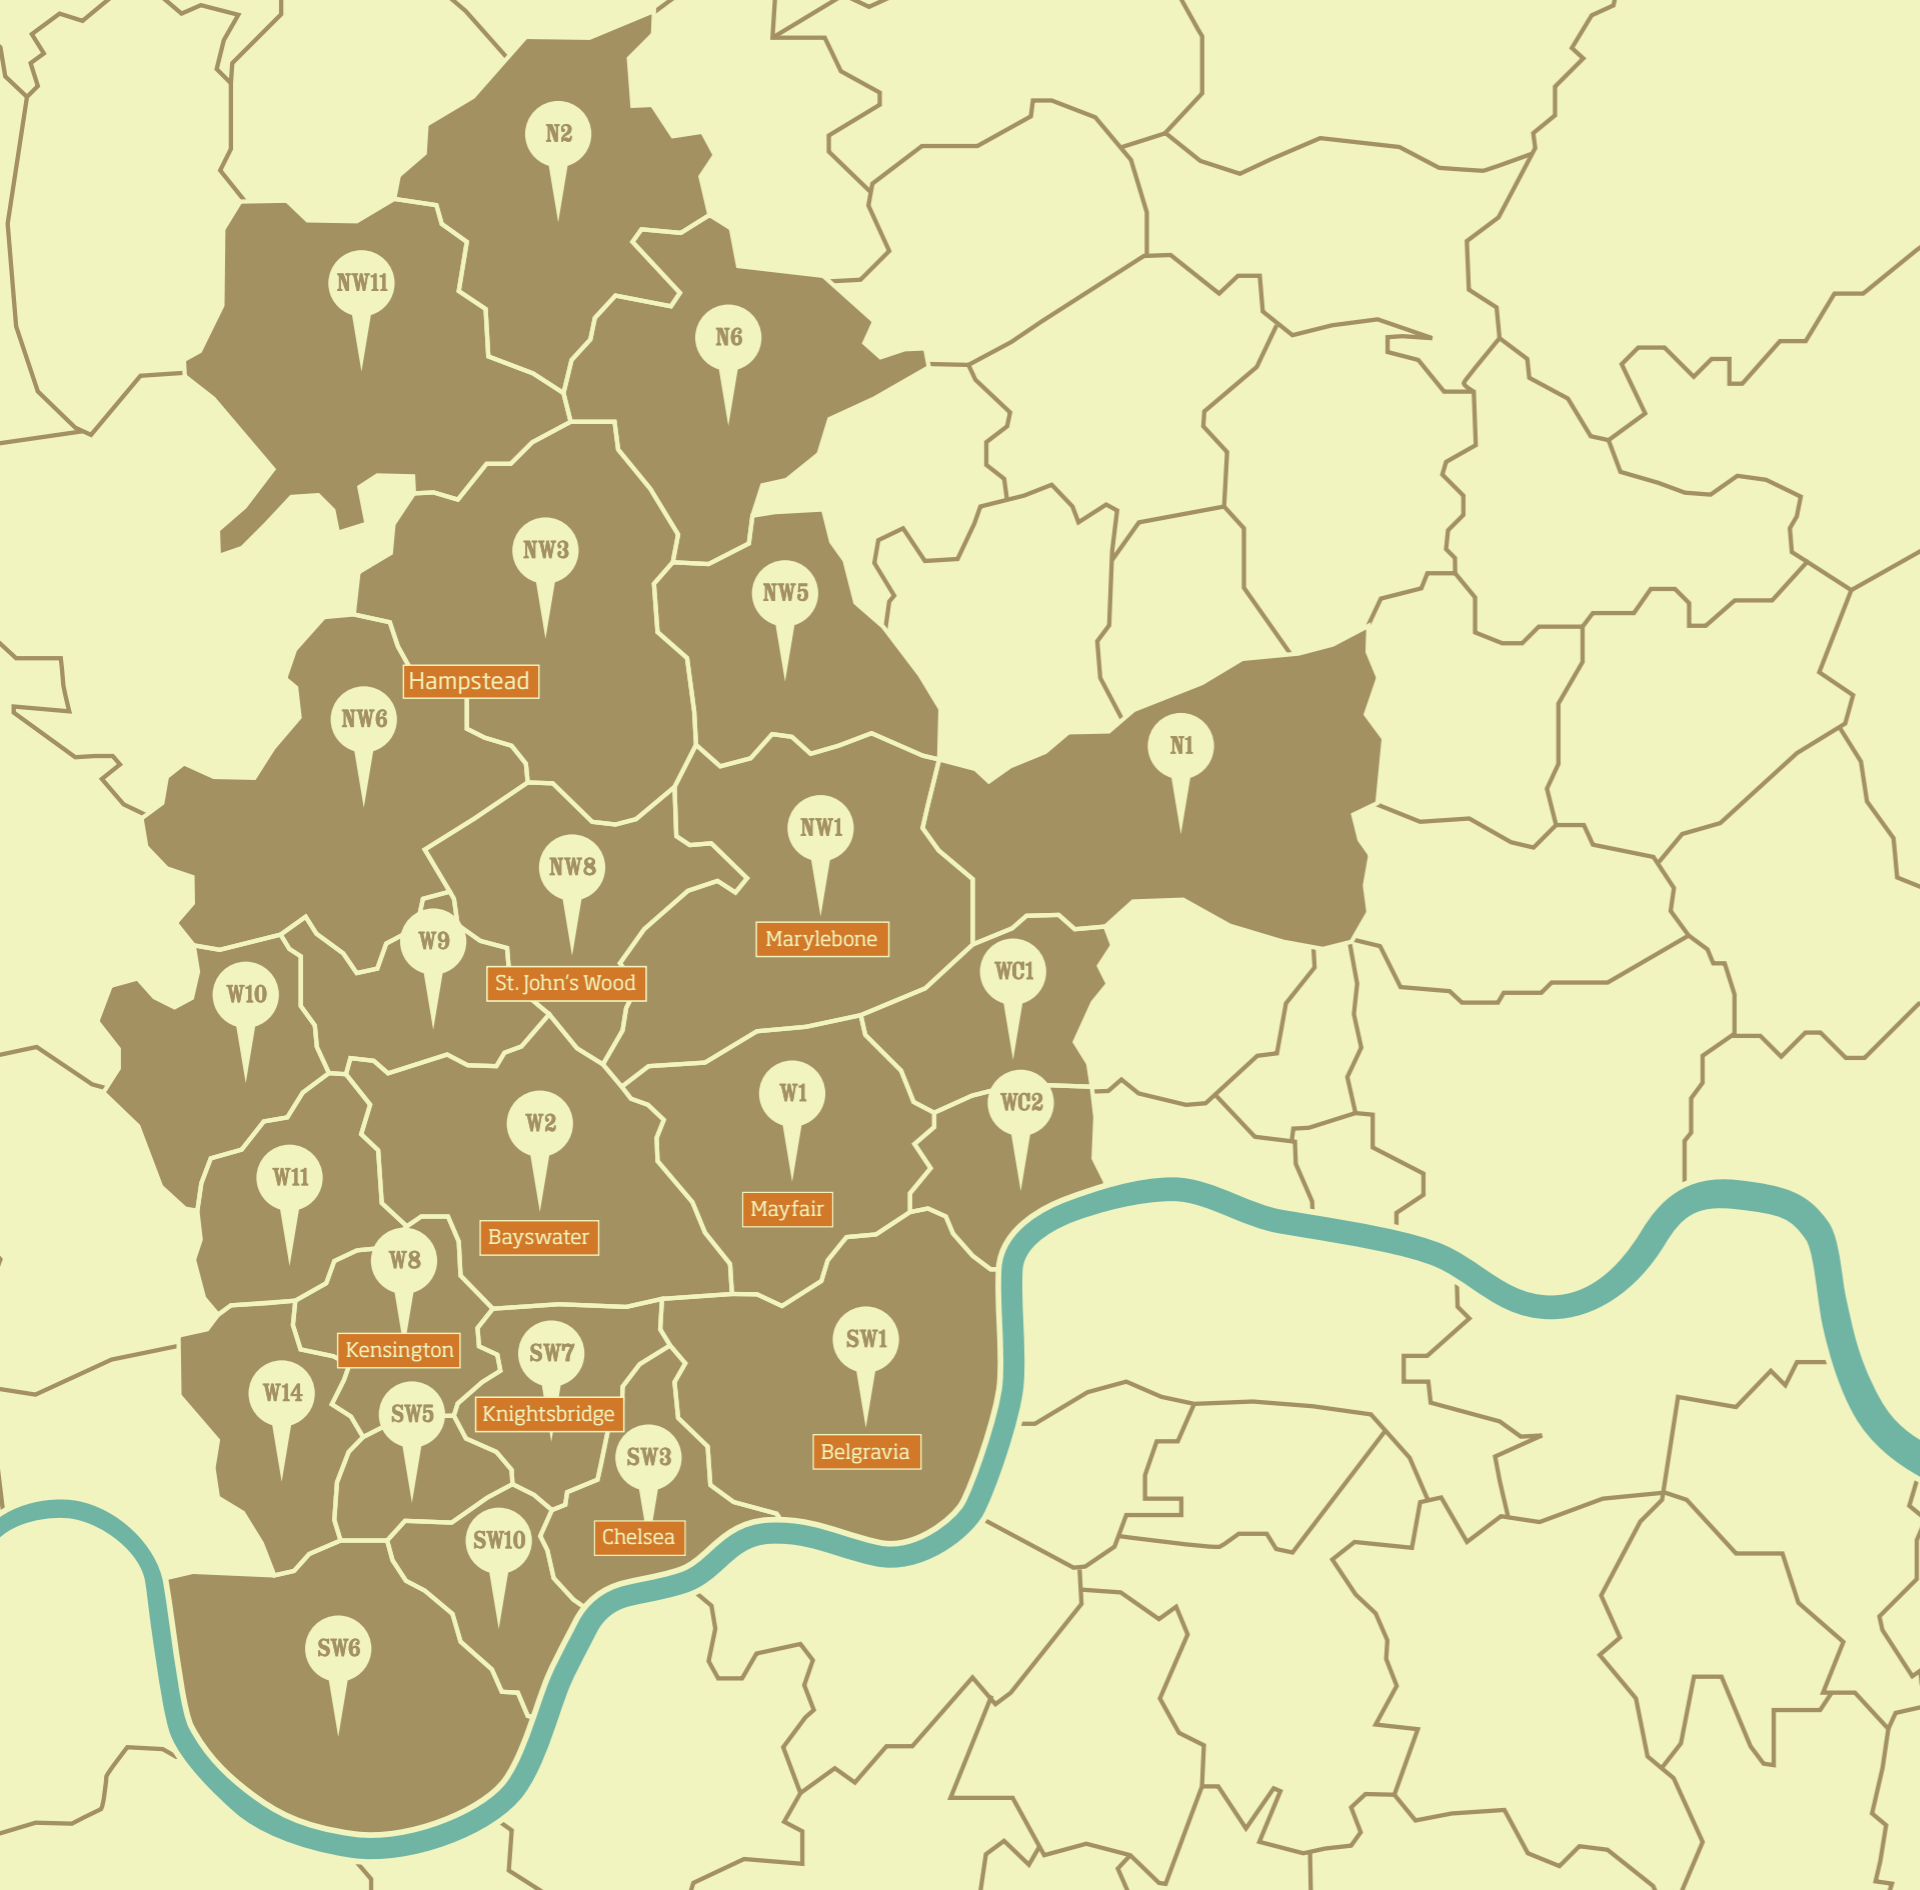 N2
NW11
N6
NW3
NW5
Hampstead
NW6
N1
NW1
NW8
W9
Marylebone
WC1
St. John's Wood
W10
W1
WC2
W2
W11
Mayfair
Bayswater
W8
SW1
Kensington
SW7
W14
SW5
Knightsbridge
Belgravia
SW3
Chelsea
SW10
SW6